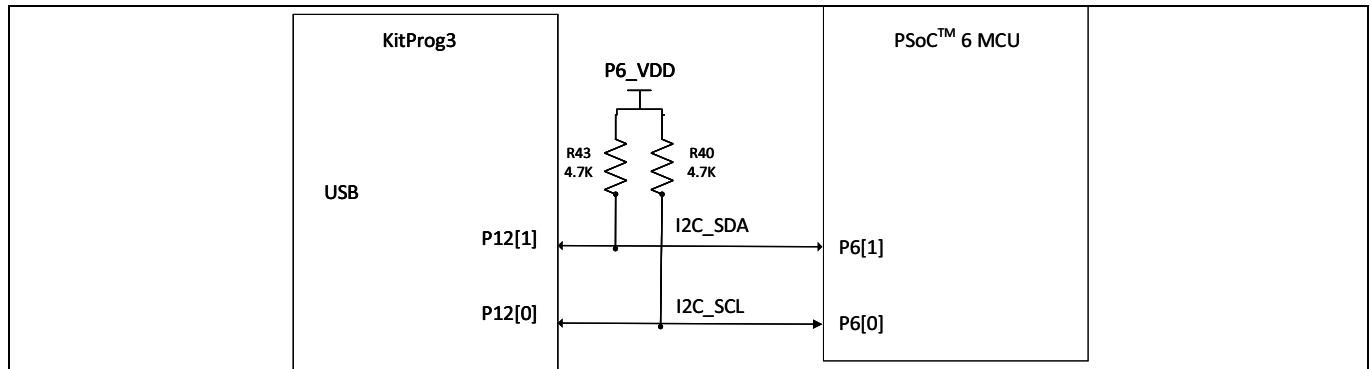 KitProg3
PSoC™ 6 MCU
P6_VDD
R43
4.7K
R40
4.7K
USB
I2C_SDA
P12[1]
P6[1]
I2C_SCL
P12[0]
P6[0]